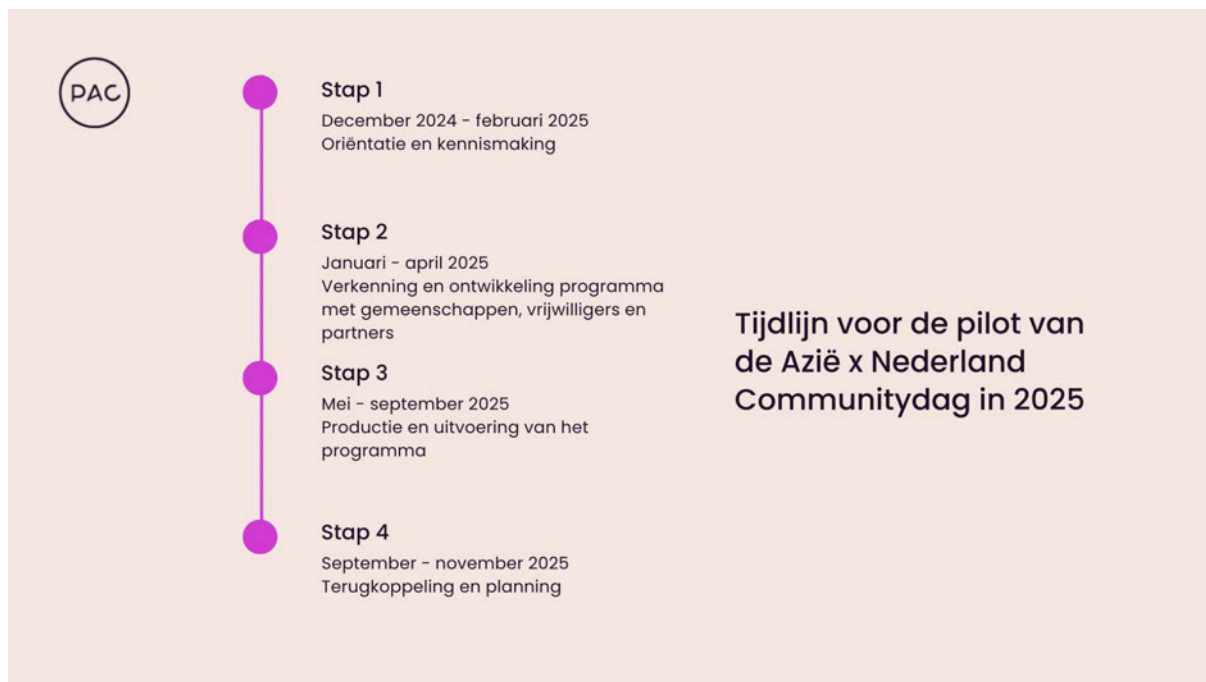 PAC
Stap 1
December 2024 - februari 2025
Oriëntatie en kennismaking
Stap 2
Januari - april 2025
Verkenning en ontwikkeling programma
met gemeenschappen, vrijwilligers en
partners
Stap 3
Mei - september 2025
Productie en uitvoering van het
programma
Stap 4
September - november 2025
Terugkoppeling en planning
Tijdlijn voor de pilot van
de Azië x Nederland
Communitydag in 2025